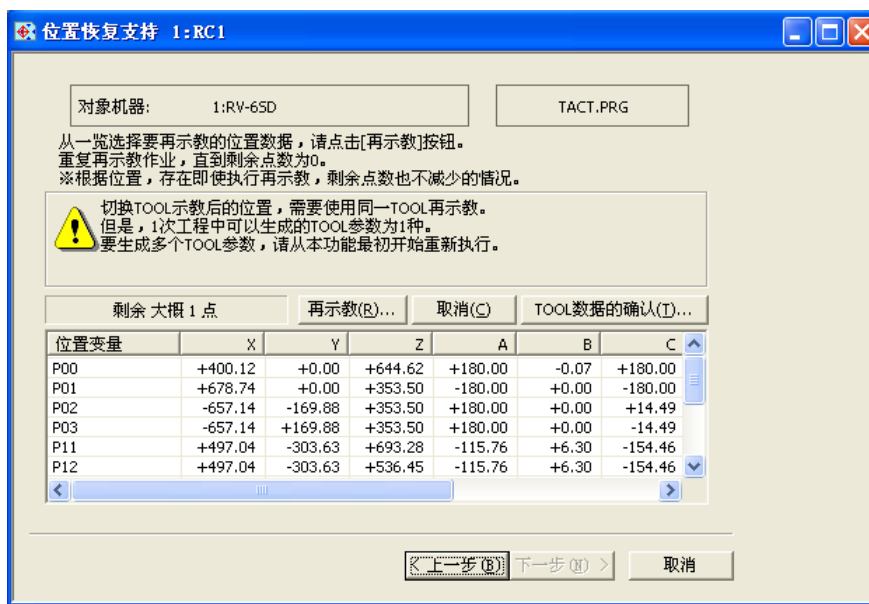 位置恢复支持 1:RC1
对象机器: 1:RV-6SD TACT.PRG
从一览选择要再示教的位置数据，请点击[再示教]按钮。
重复再示教作业，直到剩余点数为0。
※根据位置，存在即使执行再示教，剩余点数也不减少的情况。
切换TOOL示教后的位置，需要使用同一TOOL再示教。
但是，1次工程中可以生成的TOOL参数为1种。
要生成多个TOOL参数，请从本功能最初开始重新执行。
剩余 大概 1 点 再示教(R)... 取消(C) TOOL数据的确认(T)...
位置变量 X Y Z A B C
P00 +400.12 +0.00 +644.62 +180.00 -0.07 +180.00
P01 +678.74 +0.00 +353.50 -180.00 +0.00 -180.00
P02 -657.14 -169.88 +353.50 +180.00 +0.00 +14.49
P03 -657.14 +169.88 +353.50 +180.00 +0.00 -14.49
P11 +497.04 -303.63 +693.28 -115.76 +6.30 -154.46
P12 +497.04 -303.63 +536.45 -115.76 +6.30 -154.46
< 上一步(B) 下一步(N) > 取消